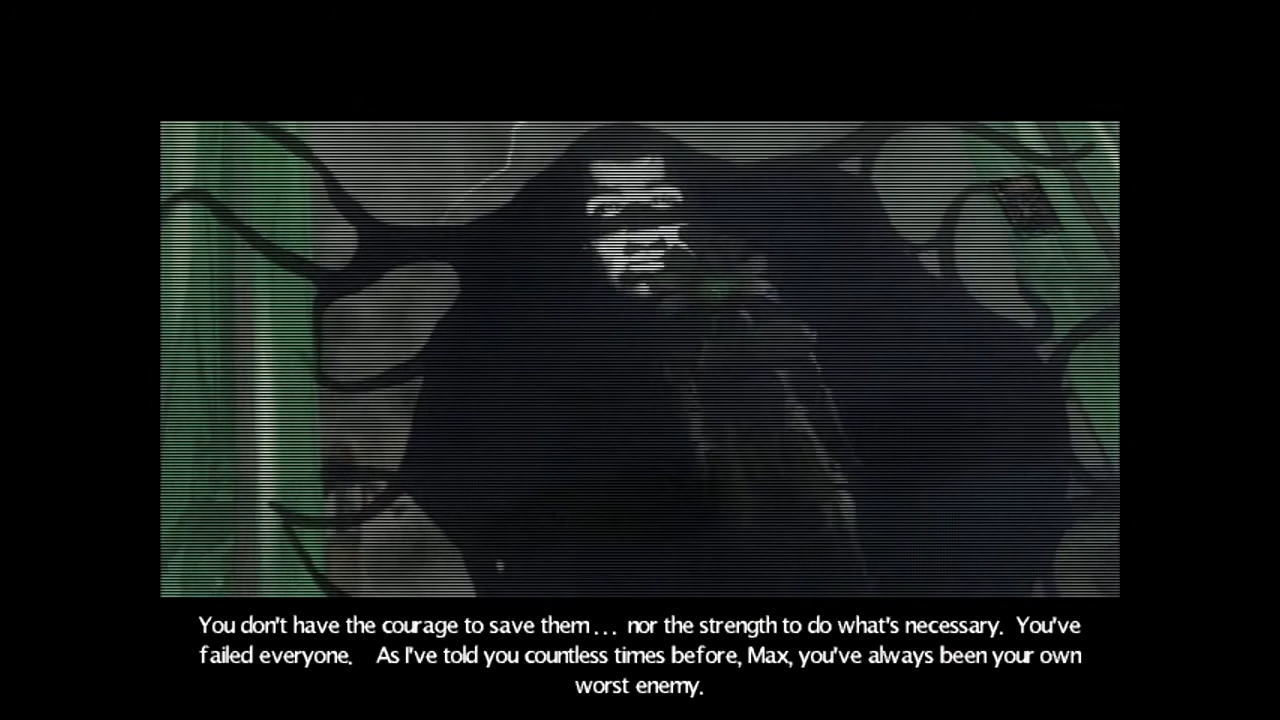 You don't have the courage to save them... nor the strength to do what's necessary. You've
failed everyone. As I've told you countless times before, Max, you've always been your own
worst enemy.